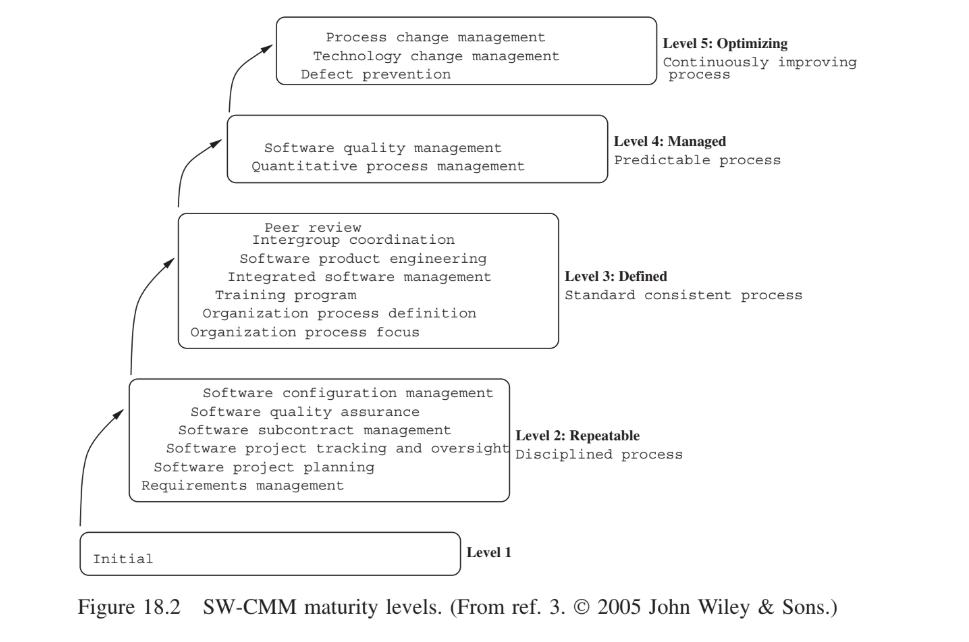 Process change management
Technology change management
Defect prevention
Level 5: Optimizing
Continuously improving
process
Software quality management
Quantitative process management
Level 4: Managed
Predictable process
Peer review
Intergroup coordination
Software product engineering
Integrated software management
Training program
Organization process definition
Organization process focus
Level 3: Defined
Standard consistent process
Software configuration management
Software quality assurance
Software subcontract management
Software project tracking and oversight
Software project planning
Requirements management
Level 2: Repeatable
Disciplined process
Initial
Level 1
Figure 18.2 SW-CMM maturity levels. (From ref. 3. © 2005 John Wiley & Sons.)